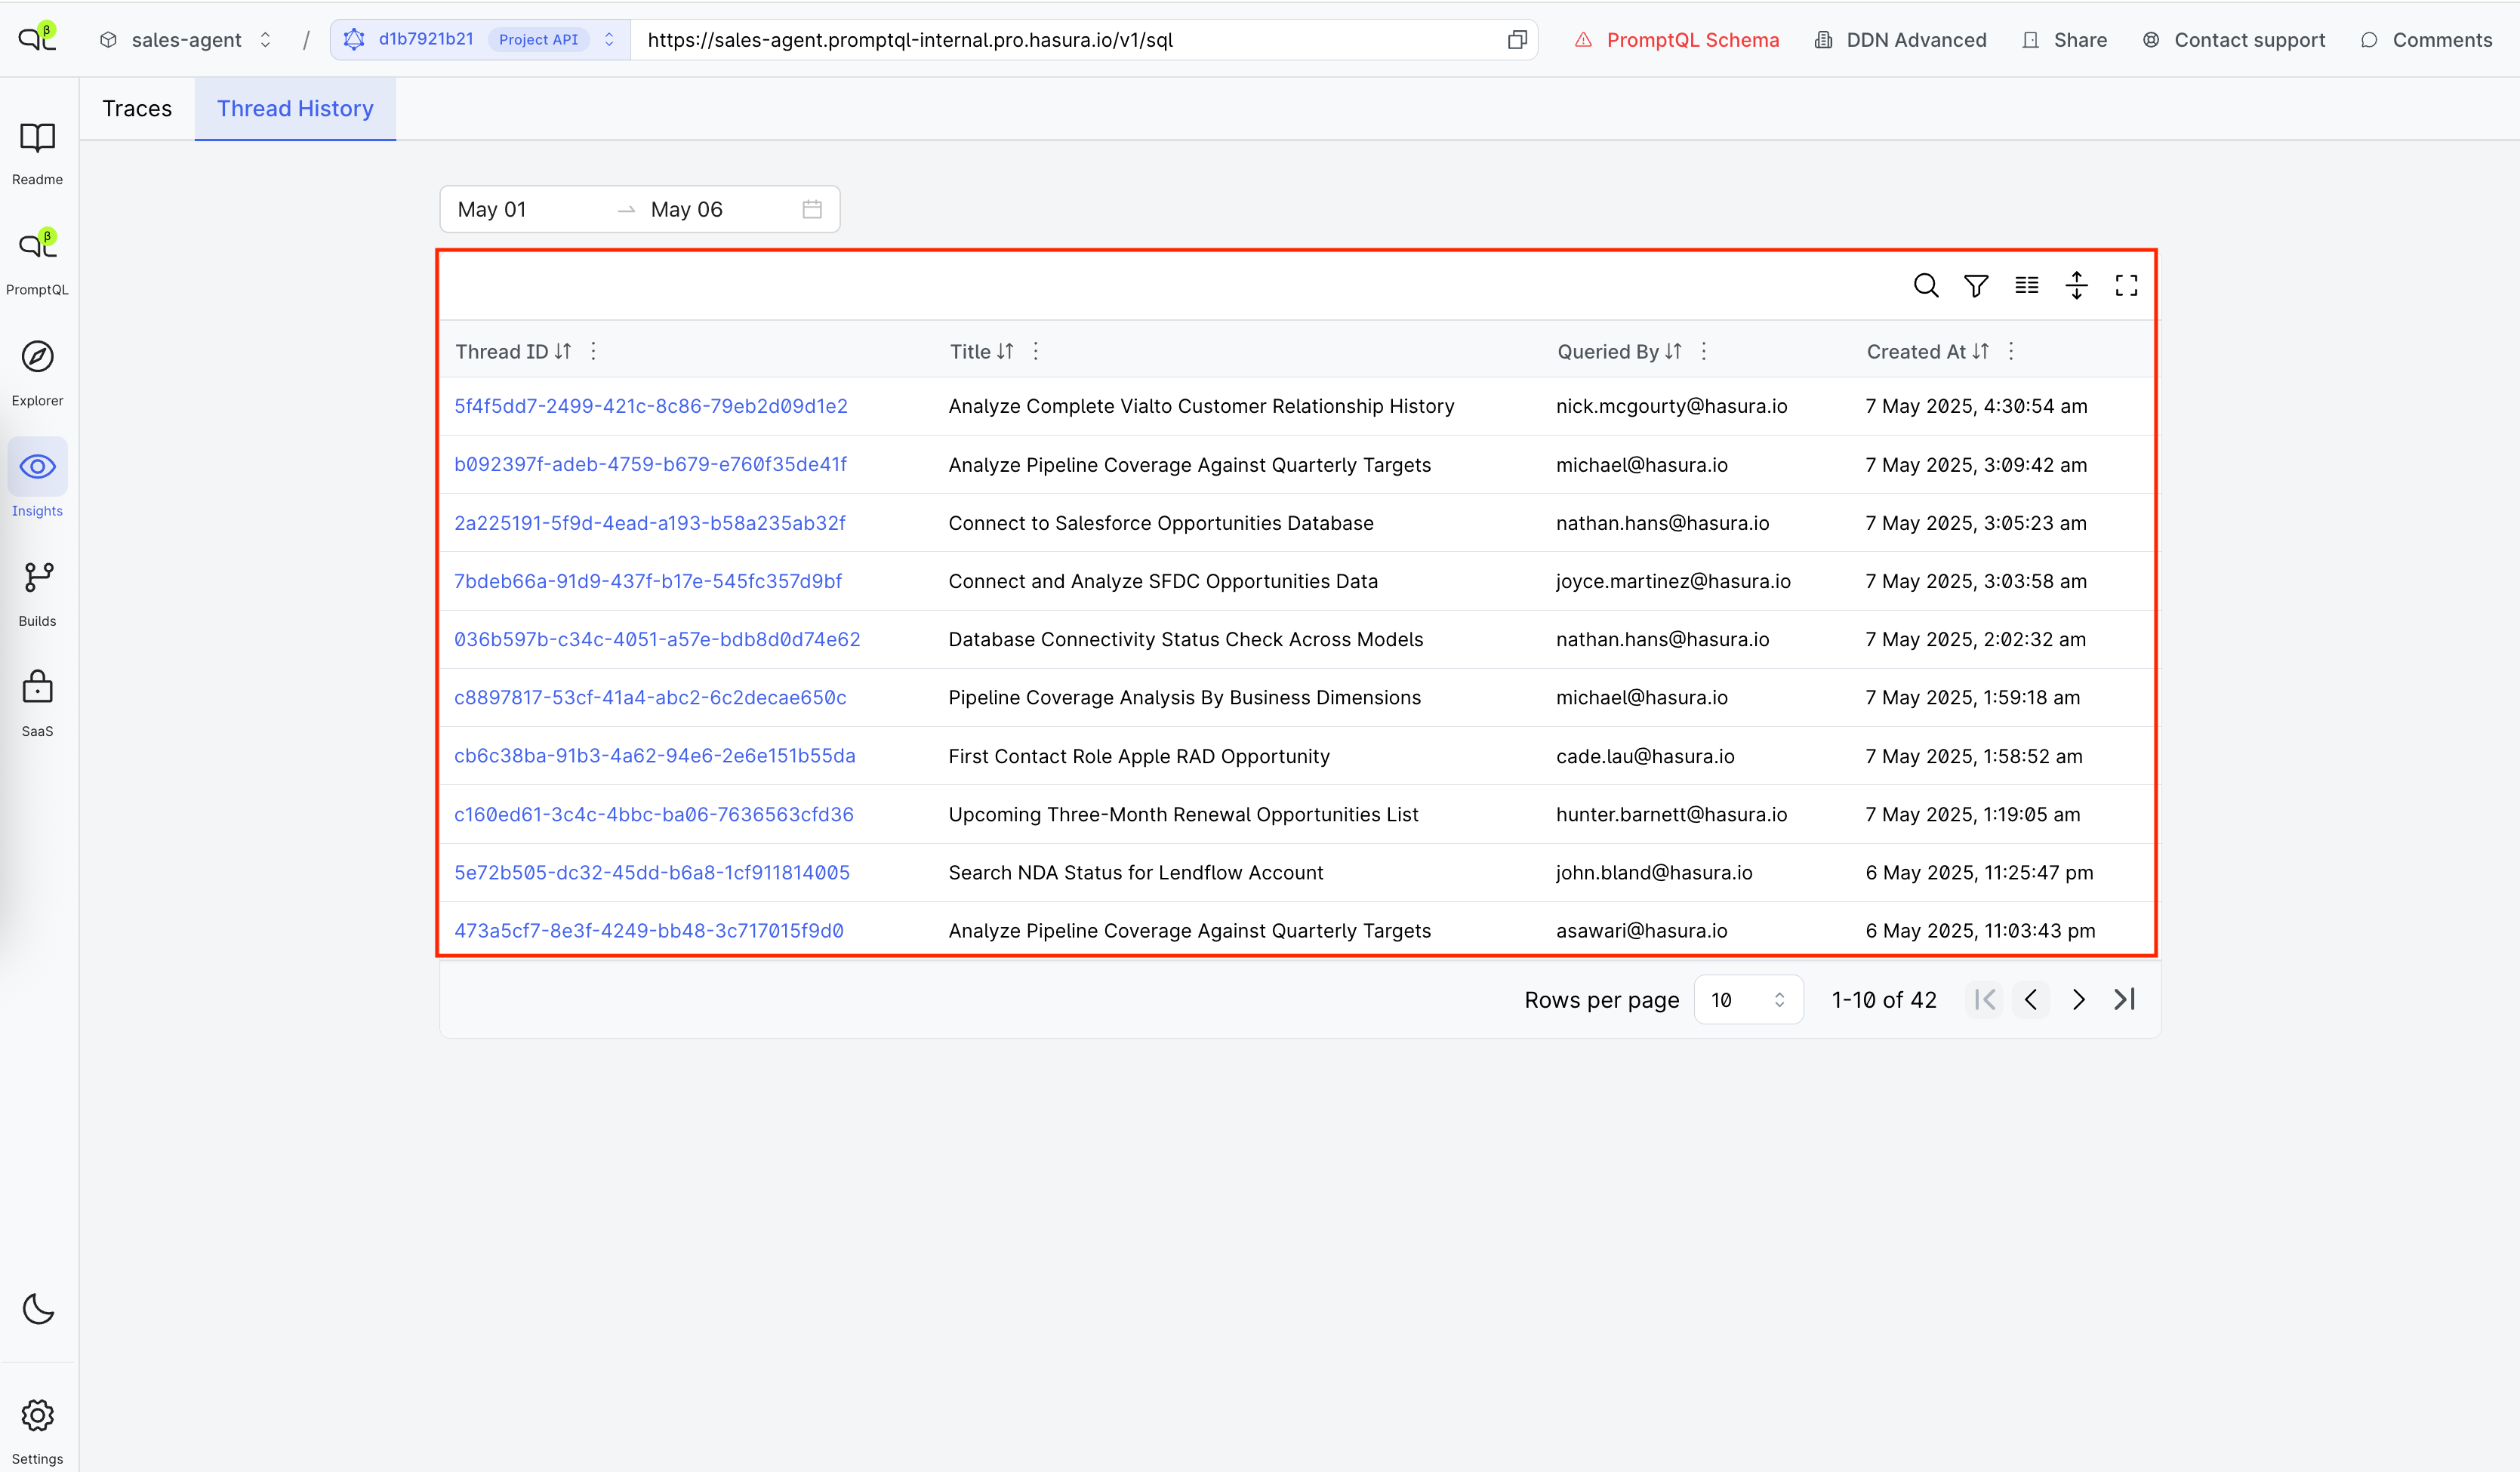 β
sales-agent / d1b7921b21 Project API https://sales-agent.promptql-internal.pro.hasura.io/v1/sql PromptQL Schema DDN Advanced Share Contact support Comments
Traces Thread History
Readme
β
PromptQL
Explorer
Insights
Builds
SaaS
Settings
May 01 → May 06
Thread ID Title Queried By Created At
5f4f5dd7-2499-421c-8c86-79eb2d09d1e2 Analyze Complete Vialto Customer Relationship History nick.mcgourty@hasura.io 7 May 2025, 4:30:54 am
b092397f-adeb-4759-b679-e760f35de41f Analyze Pipeline Coverage Against Quarterly Targets michael@hasura.io 7 May 2025, 3:09:42 am
2a225191-5f9d-4ead-a193-b58a235ab32f Connect to Salesforce Opportunities Database nathan.hans@hasura.io 7 May 2025, 3:05:23 am
7bdeb66a-91d9-437f-b17e-545fc357d9bf Connect and Analyze SFDC Opportunities Data joyce.martinez@hasura.io 7 May 2025, 3:03:58 am
036b597b-c34c-4051-a57e-bdb8d0d74e62 Database Connectivity Status Check Across Models nathan.hans@hasura.io 7 May 2025, 2:02:32 am
c8897817-53cf-41a4-abc2-6c2decae650c Pipeline Coverage Analysis By Business Dimensions michael@hasura.io 7 May 2025, 1:59:18 am
cb6c38ba-91b3-4a62-94e6-2e6e151b55da First Contact Role Apple RAD Opportunity cade.lau@hasura.io 7 May 2025, 1:58:52 am
c160ed61-3c4c-4bbc-ba06-7636563cfd36 Upcoming Three-Month Renewal Opportunities List hunter.barnett@hasura.io 7 May 2025, 1:19:05 am
5e72b505-dc32-45dd-b6a8-1cf911814005 Search NDA Status for Lendflow Account john.bland@hasura.io 6 May 2025, 11:25:47 pm
473a5cf7-8e3f-4249-bb48-3c717015f9d0 Analyze Pipeline Coverage Against Quarterly Targets asawari@hasura.io 6 May 2025, 11:03:43 pm
Rows per page 10 1-10 of 42